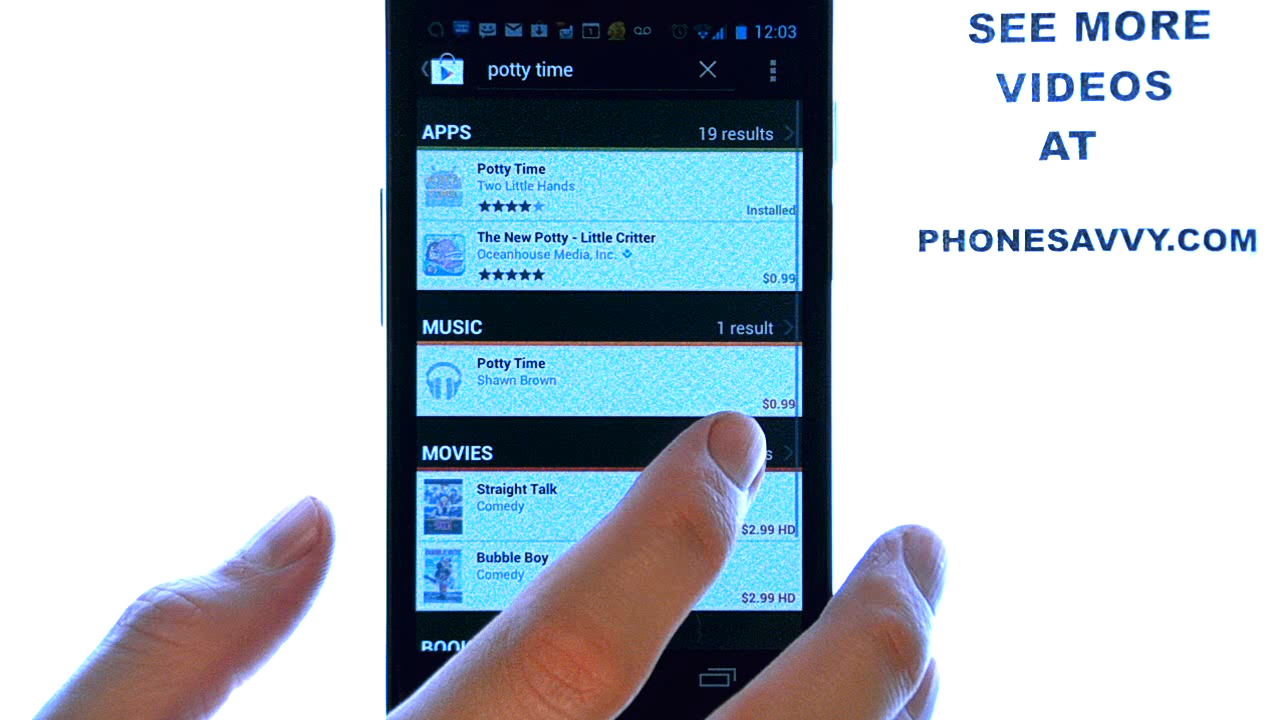 12:03
potty time
APPS 19 results
Potty Time
Two Little Hands
Installed
The New Potty - Little Critter
Oceanhouse Media, Inc.
$0.99
MUSIC 1 result
Potty Time
Shawn Brown
$0.99
MOVIES
Straight Talk
Comedy
$2.99 HD
Bubble Boy
Comedy
$2.99 HD
SEE MORE
VIDEOS
AT
PHONESAVVY.COM